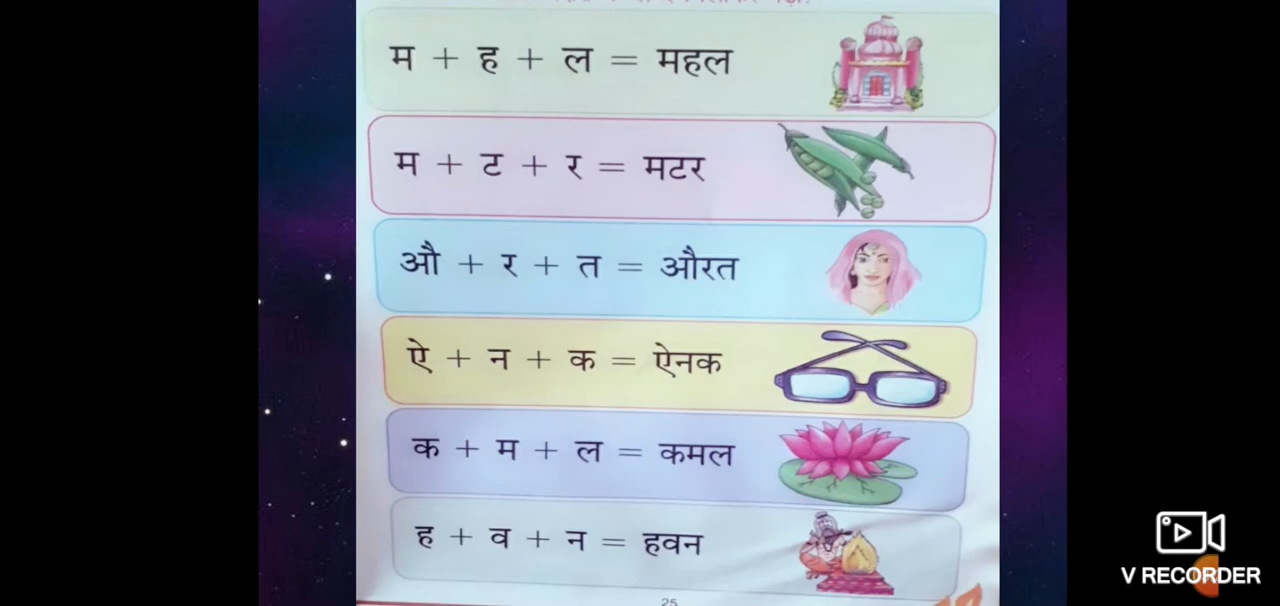 म + ह + ल = महल
म + ट + र = मटर
औ + र + त = औरत
ऐ + न + क = ऐनक
क + म + ल = कमल
ह + व + न = हवन
25
V RECORDER